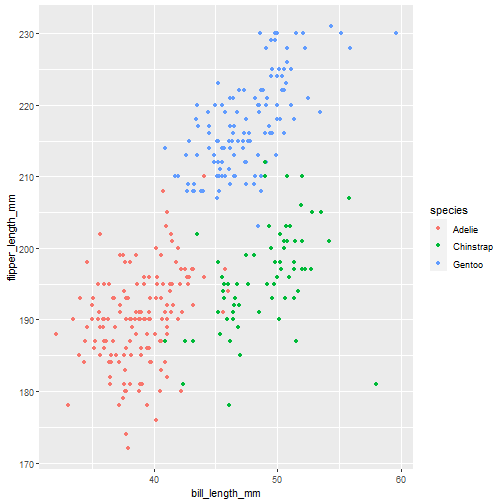 230
220
210
200
190
180
170
flipper_length_mm
40
50
60
bill_length_mm
species
Adelie
Chinstrap
Gentoo